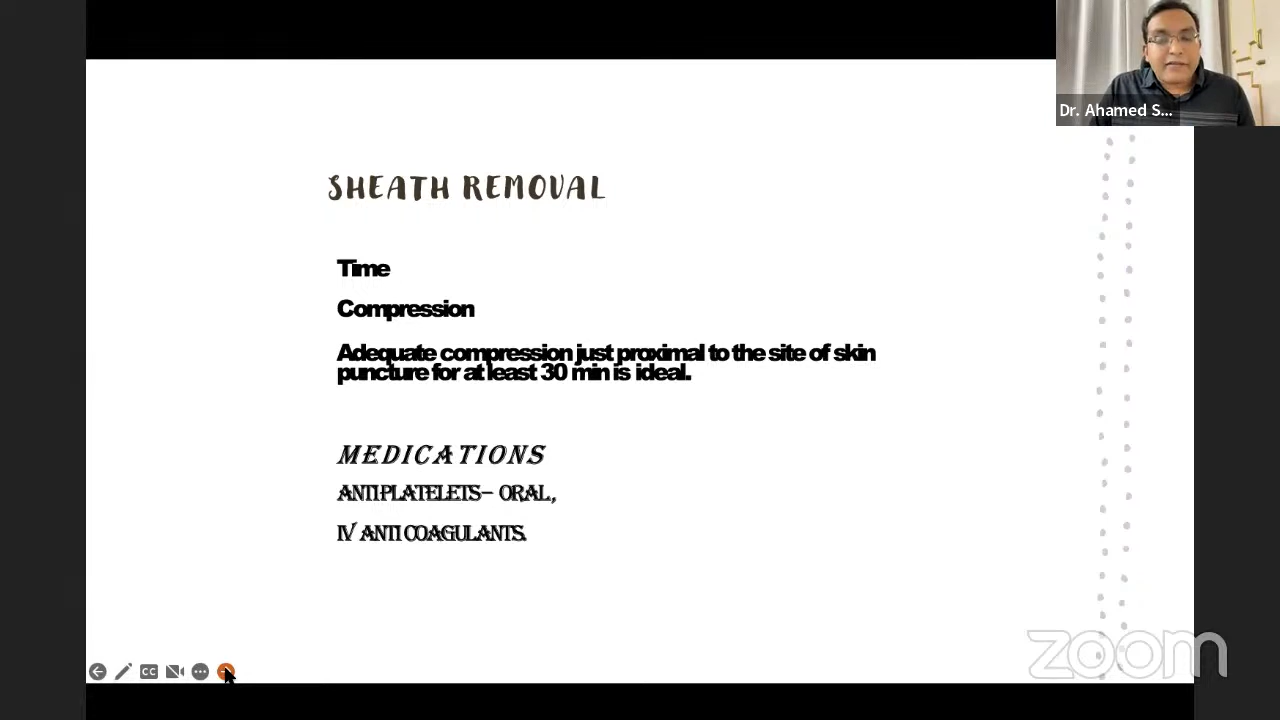 Dr. Ahamed S...
SHEATH REMOVAL
Time
Compression
Adequate compression just proximal to the site of skin
puncture for at least 30 min is ideal.
MEDICATIONS
ANTIPLATELETS– ORAL,
IV ANTI COAGULANTS.
CC
zoom